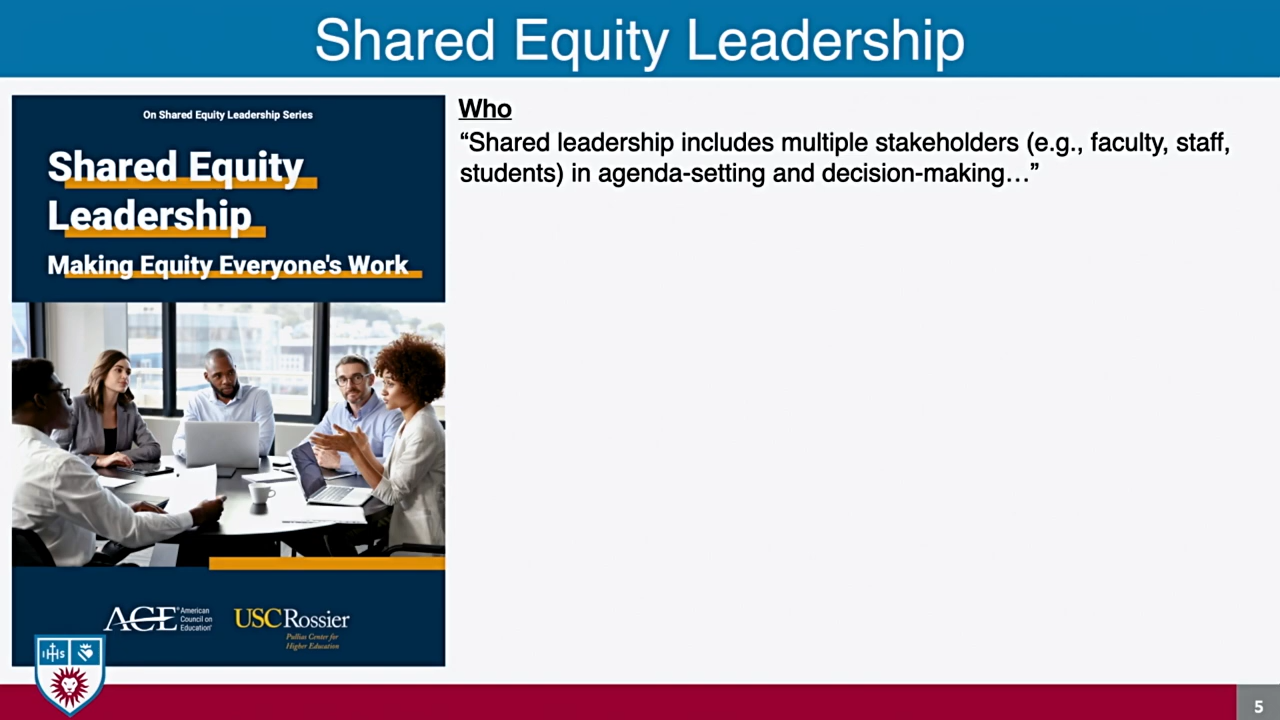 Shared Equity Leadership
On Shared Equity Leadership Series
Shared Equity
Leadership
Making Equity Everyone's Work
ACE® American
Council on
Education®
USC Rossier
Pullias Center for
Higher Education
IHS
Who
“Shared leadership includes multiple stakeholders (e.g., faculty, staff,
students) in agenda-setting and decision-making…”
5